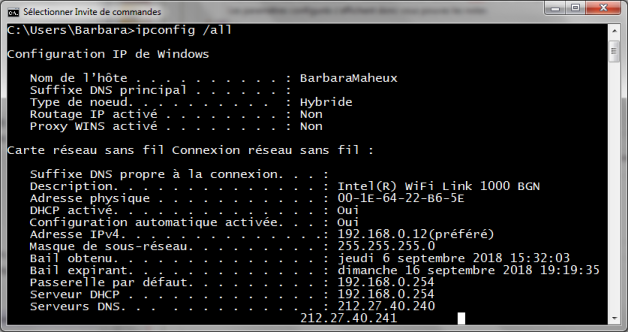 Sélectionner Invite de commandes
C:\Users\Barbara>ipconfig /all
Configuration IP de Windows
Nom de l'hôte . . . . . . . . . . : BarbaraMaheux
Suffixe DNS principal . . . . . . :
Type de noeud. . . . . . . . . . : Hybride
Routage IP activé . . . . . . . . : Non
Proxy WINS activé . . . . . . . . : Non
Carte réseau sans fil Connexion réseau sans fil :
Suffixe DNS propre à la connexion. . . :
Description. . . . . . . . . . . . . . : Intel(R) WiFi Link 1000 BGN
Adresse physique . . . . . . . . . . . : 00-1E-64-22-B6-5E
DHCP activé. . . . . . . . . . . . . . : Oui
Configuration automatique activée. . . : Oui
Adresse IPv4. . . . . . . . . . . . . .: 192.168.0.12(préféré)
Masque de sous-réseau. . . . . . . . . : 255.255.255.0
Bail obtenu. . . . . . . . . . . . . . : jeudi 6 septembre 2018 15:32:03
Bail expirant. . . . . . . . . . . . . : dimanche 16 septembre 2018 19:19:35
Passerelle par défaut. . . . . . . . . : 192.168.0.254
Serveur DHCP . . . . . . . . . . . . . : 192.168.0.254
Serveurs DNS. . . . . . . . . . . . . : 212.27.40.240
212.27.40.241